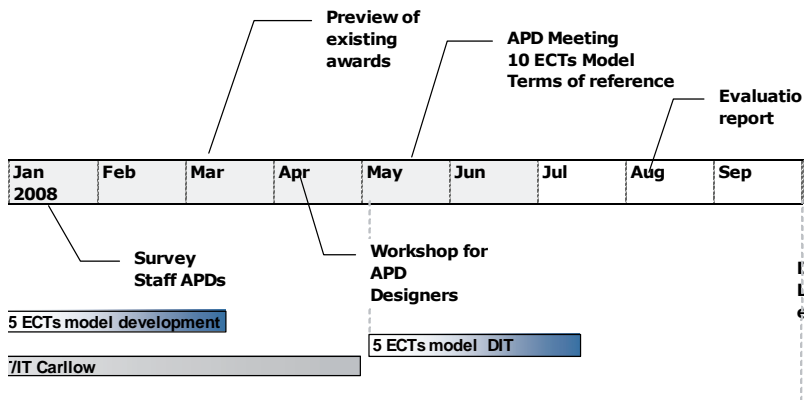 Preview of
existing
awards
APD Meeting
10 ECTs Model
Terms of reference
Evaluatio
report
Jan
2008
Feb
Mar
Apr
May
Jun
Jul
Aug
Sep
Survey
Staff APDs
Workshop for
APD
Designers
5 ECTs model development
5 ECTs model DIT
/IT Carllow